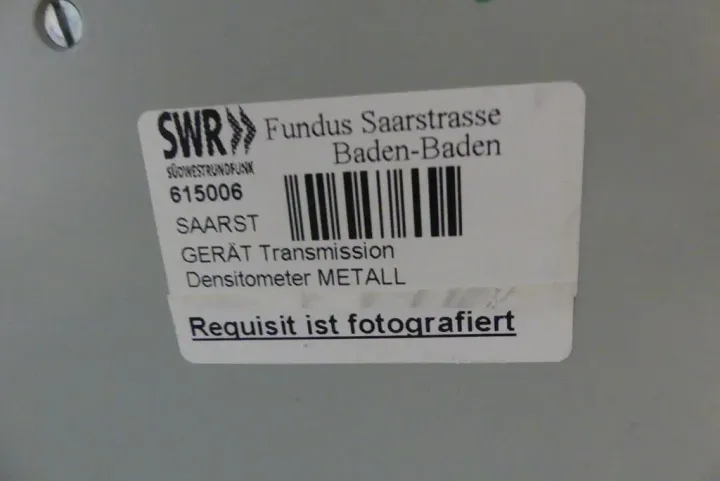 SWR Fundus Saarstrasse
SÜDWESTRUNDFUNK Baden-Baden
615006
SAARST
GERÄT Transmission
Densitometer METALL
Requisit ist fotografiert